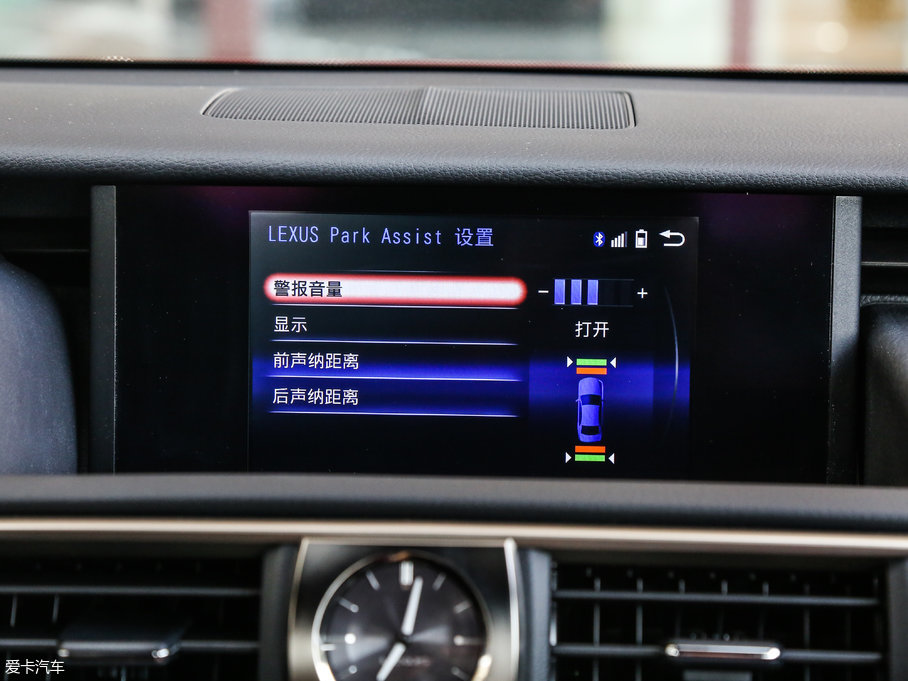 LEXUS Park Assist 设置
警报音量
− +
显示
打开
前声纳距离
后声纳距离
爱卡汽车